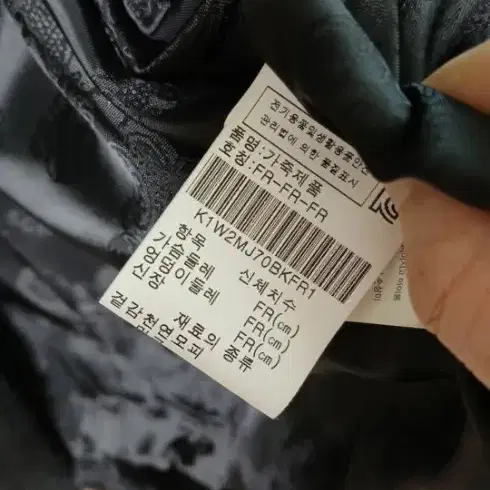 전기용품및생활용품안전
관리법에 의한 품질표시
품명:가죽제품
호칭:FR-FR-FR
K1W2MJ70BKFR1
항목 신체치수
가슴둘레 FR(cm)
엉덩이둘레 FR(cm)
신장 FR(cm)
재료의 종류
겉감천연모피